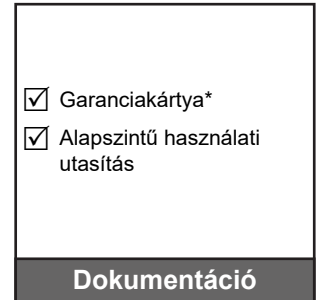 Garanciakártya*
Alapszintű használati
utasítás
Dokumentáció